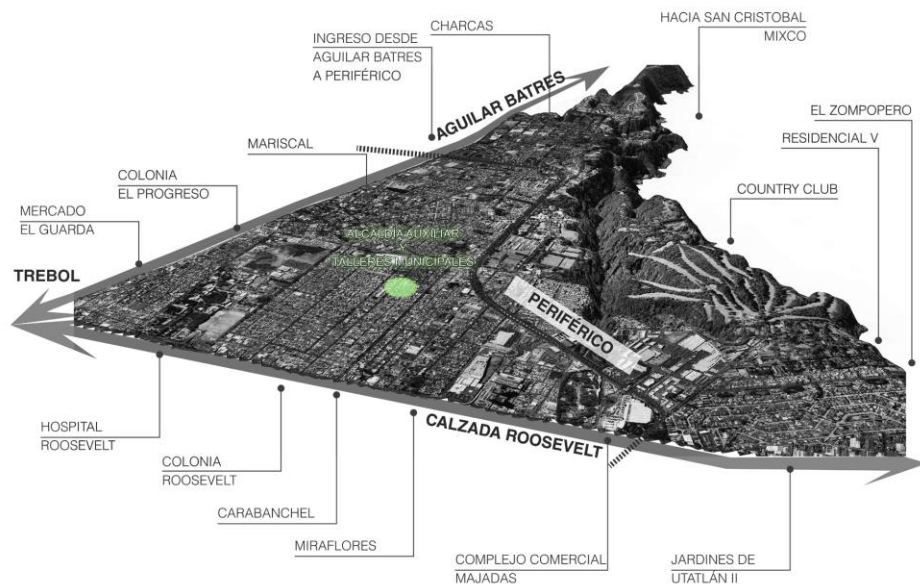 CHARCAS
HACIA SAN CRISTOBAL
MIXCO
INGRESO DESDE
AGUILAR BATRES
A PERIFÉRICO
AGUILAR BATRES
EL ZOMPOPERO
RESIDENCIAL V
MARISCAL
COLONIA
EL PROGRESO
COUNTRY CLUB
MERCADO
EL GUARDA
ALCALDIA AUXILIAR
Y
TALLERES MUNICIPALES
TREBOL
PERIFÉRICO
CALZADA ROOSEVELT
HOSPITAL
ROOSEVELT
COLONIA
ROOSEVELT
CARABANCHEL
MIRAFLORES
COMPLEJO COMERCIAL
MAJADAS
JARDINES DE
UTATLÁN II